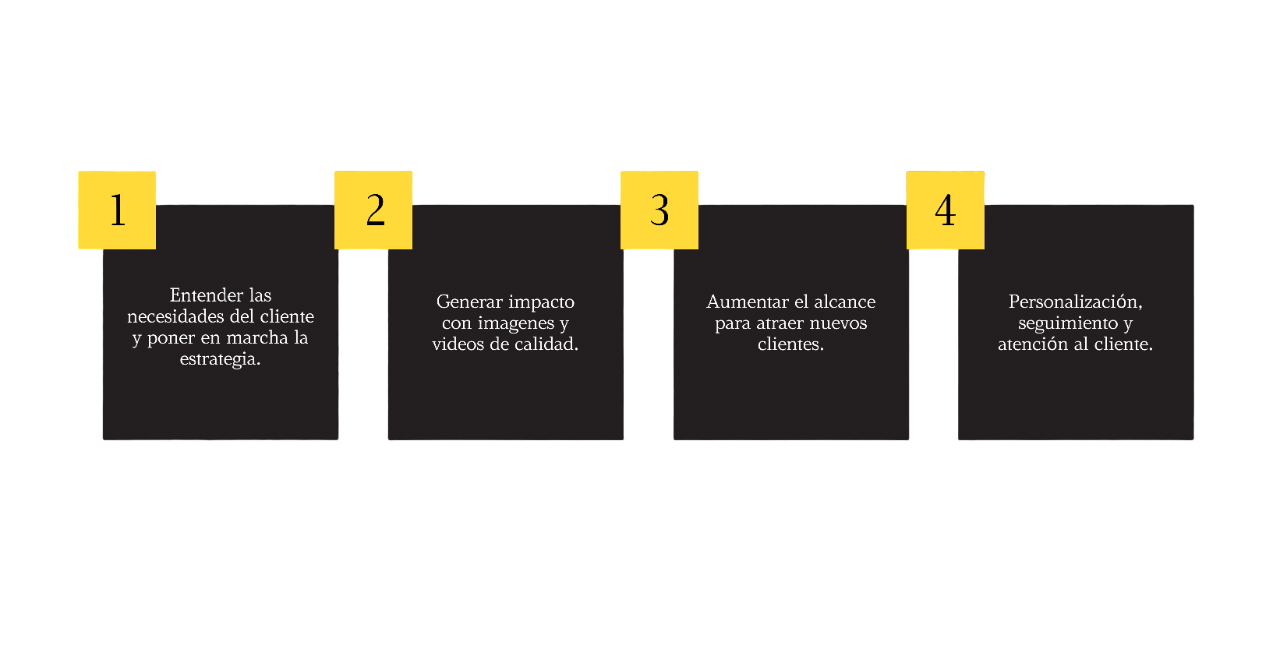 1
Entender las
necesidades del cliente
y poner en marcha la
estrategia.
2
Generar impacto
con imagenes y
videos de calidad.
3
Aumentar el alcance
para atraer nuevos
clientes.
4
Personalización,
seguimiento y
atención al cliente.